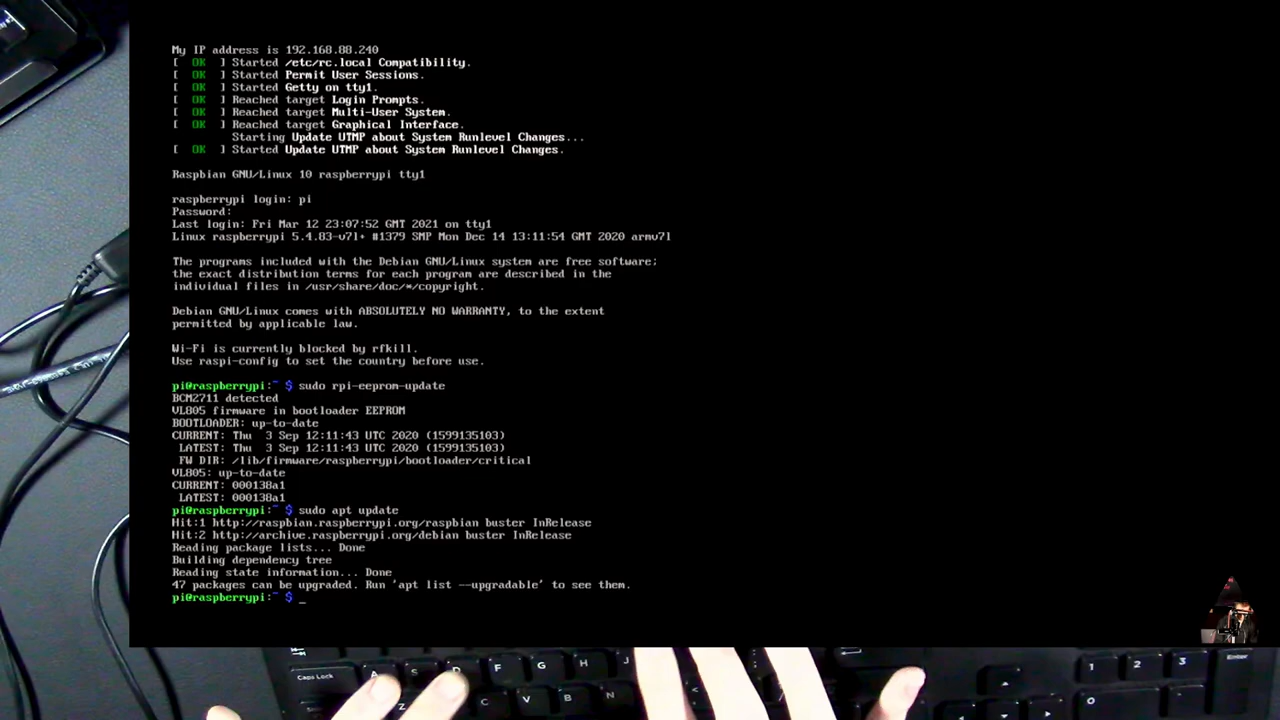 My IP address is 192.168.88.240
[  OK  ] Started /etc/rc.local Compatibility.
[  OK  ] Started Permit User Sessions.
[  OK  ] Started Getty on tty1.
[  OK  ] Reached target Login Prompts.
[  OK  ] Reached target Multi-User System.
[  OK  ] Reached target Graphical Interface.
Starting Update UTMP about System Runlevel Changes...
[  OK  ] Started Update UTMP about System Runlevel Changes.
Raspbian GNU/Linux 10 raspberrypi tty1
raspberrypi login: pi
Password:
Last login: Fri Mar 12 23:07:52 GMT 2021 on tty1
Linux raspberrypi 5.4.83-v7l+ #1379 SMP Mon Dec 14 13:11:54 GMT 2020 armv7l
The programs included with the Debian GNU/Linux system are free software;
the exact distribution terms for each program are described in the
individual files in /usr/share/doc/*/copyright.
Debian GNU/Linux comes with ABSOLUTELY NO WARRANTY, to the extent
permitted by applicable law.
Wi-Fi is currently blocked by rfkill.
Use raspi-config to set the country before use.
pi@raspberrypi:~ $ sudo rpi-eeprom-update
BCM2711 detected
VL805 firmware in bootloader EEPROM
BOOTLOADER: up-to-date
CURRENT: Thu  3 Sep 12:11:43 UTC 2020 (1599135103)
LATEST: Thu  3 Sep 12:11:43 UTC 2020 (1599135103)
FW DIR: /lib/firmware/raspberrypi/bootloader/critical
VL805: up-to-date
CURRENT: 000138a1
LATEST: 000138a1
pi@raspberrypi:~ $ sudo apt update
Hit:1 http://raspbian.raspberrypi.org/raspbian buster InRelease
Hit:2 http://archive.raspberrypi.org/debian buster InRelease
Reading package lists... Done
Building dependency tree
Reading state information... Done
47 packages can be upgraded. Run 'apt list --upgradable' to see them.
pi@raspberrypi:~ $ _
Caps Lock A S D F G H J 1 2 3 Enter
Z C V B N 0